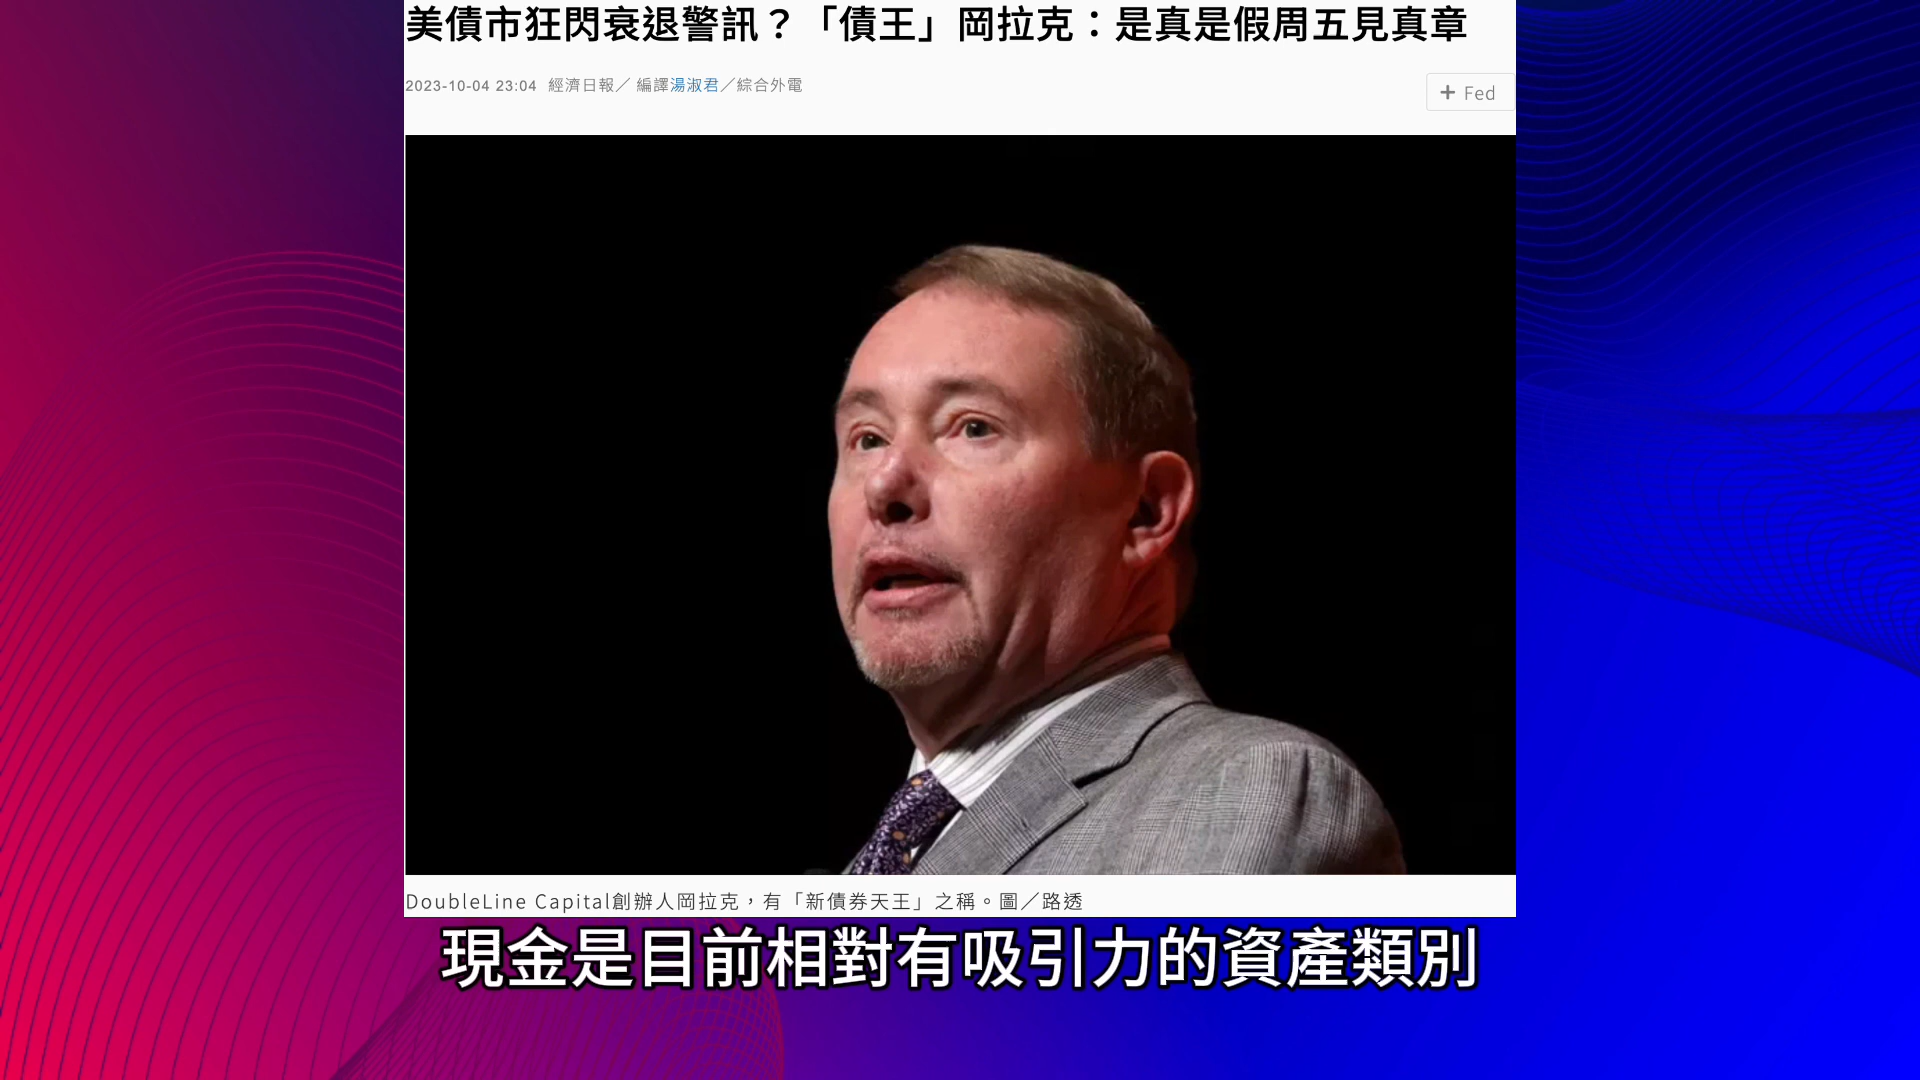 美債市狂閃衰退警訊？「債王」岡拉克：是真是假周五見真章
2023-10-04 23:04 經濟日報／ 編譯湯淑君／綜合外電
+ Fed
DoubleLine Capital創辦人岡拉克，有「新債券天王」之稱。圖／路透
現金是目前相對有吸引力的資產類別